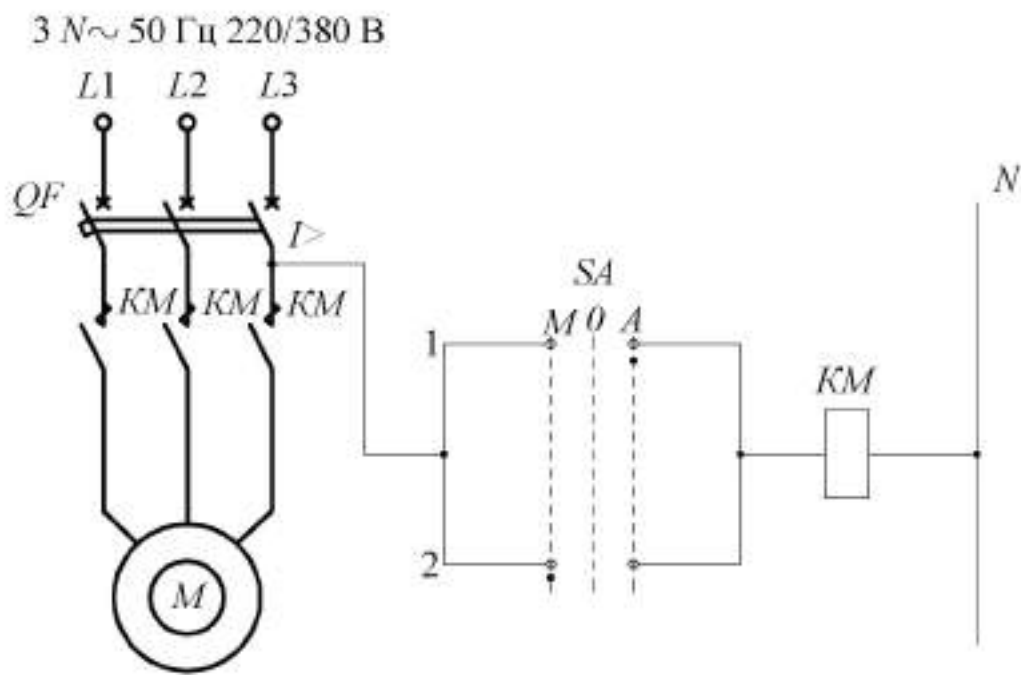 3 N~ 50 Гц 220/380 В
L1 L2 L3
QF
I>
N
KM KM KM
SA
M 0 A
1
KM
2
M